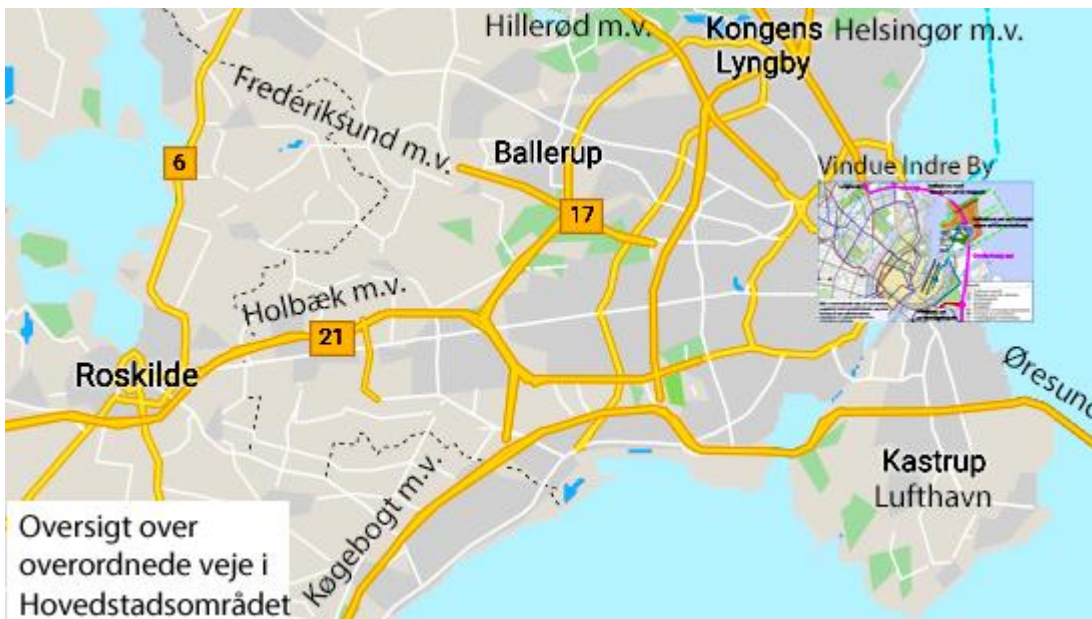 Hillerød m.v.
Kongens
Lyngby
Helsingør m.v.
Frederiksund m.v.
Ballerup
6
Vindue Indre By
17
Holbæk m.v.
21
Roskilde
Øresund
Køgebogt m.v.
Kastrup
Lufthavn
Oversigt over
overordnede veje i
Hovedstadsområdet